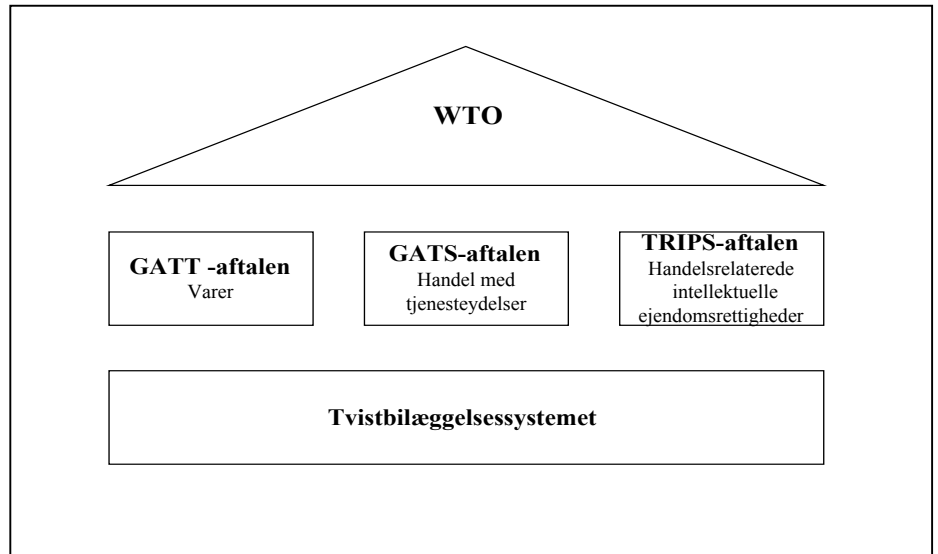 WTO
GATT -aftalen
Varer
GATS-aftalen
Handel med
tjenesteydelser
TRIPS-aftalen
Handelsrelaterede
intellektuelle
ejendomsrettigheder
Tvistbilæggelsessystemet